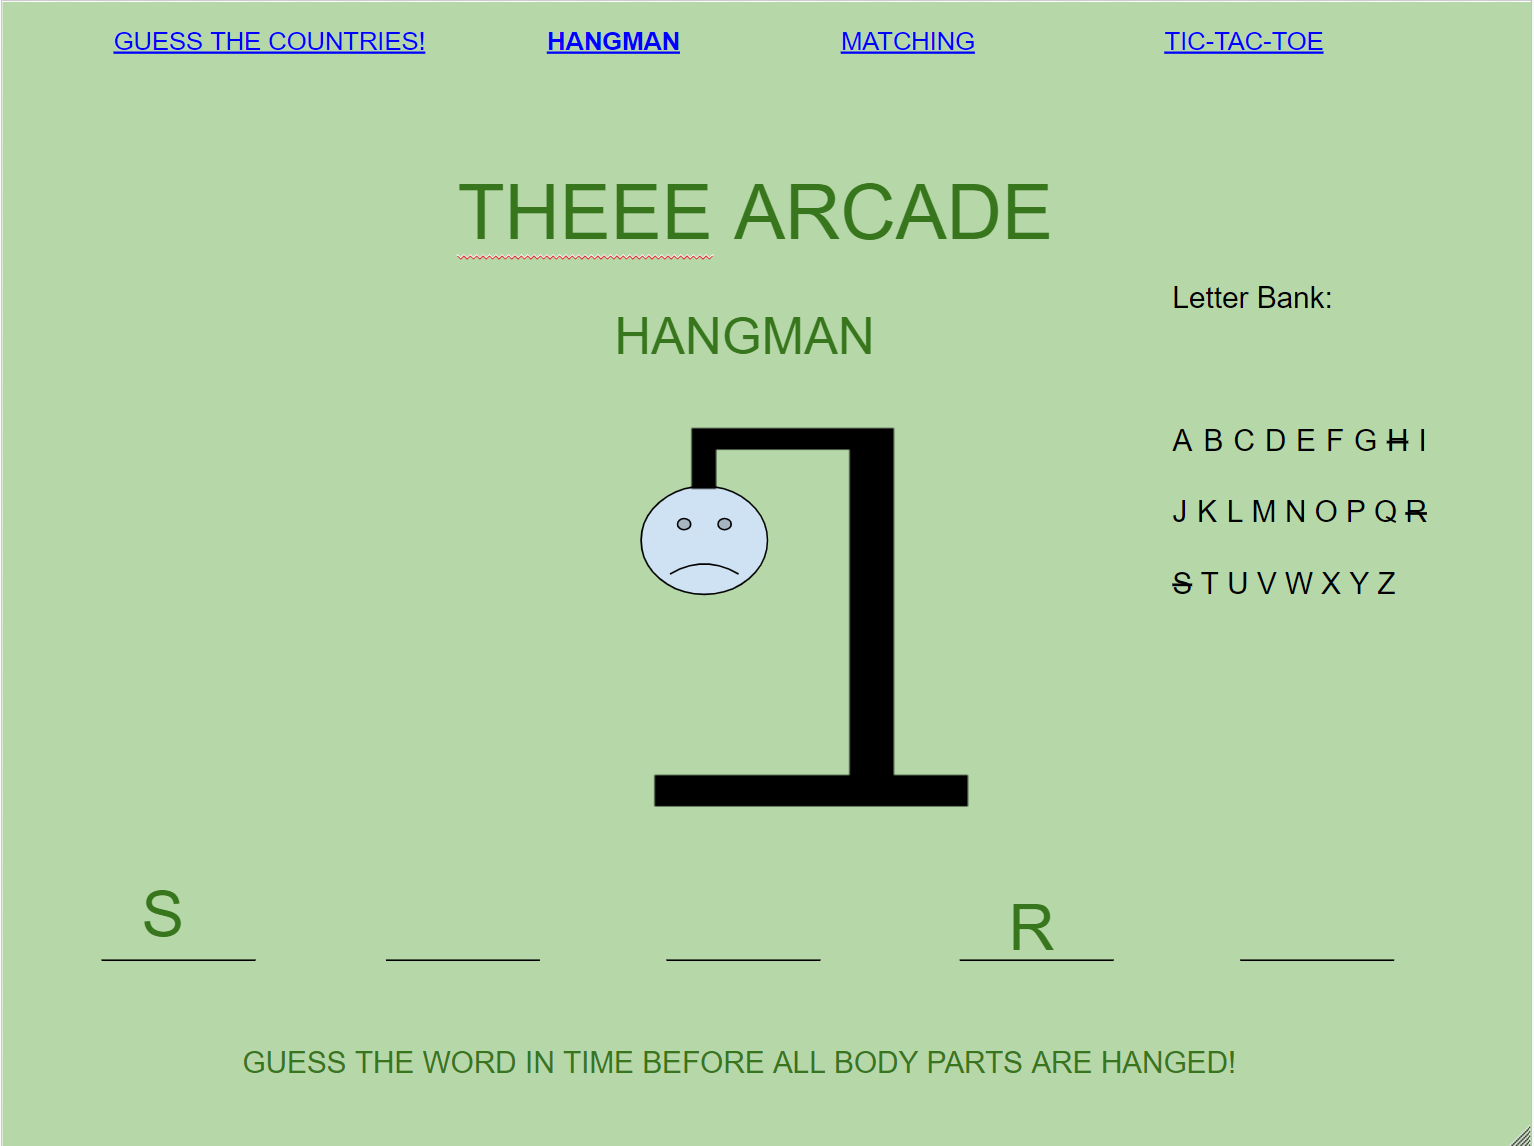 GUESS THE COUNTRIES! HANGMAN MATCHING TIC-TAC-TOE
THEEE ARCADE
Letter Bank:
HANGMAN
A B C D E F G H I
J K L M N O P Q R
S T U V W X Y Z
S R
GUESS THE WORD IN TIME BEFORE ALL BODY PARTS ARE HANGED!